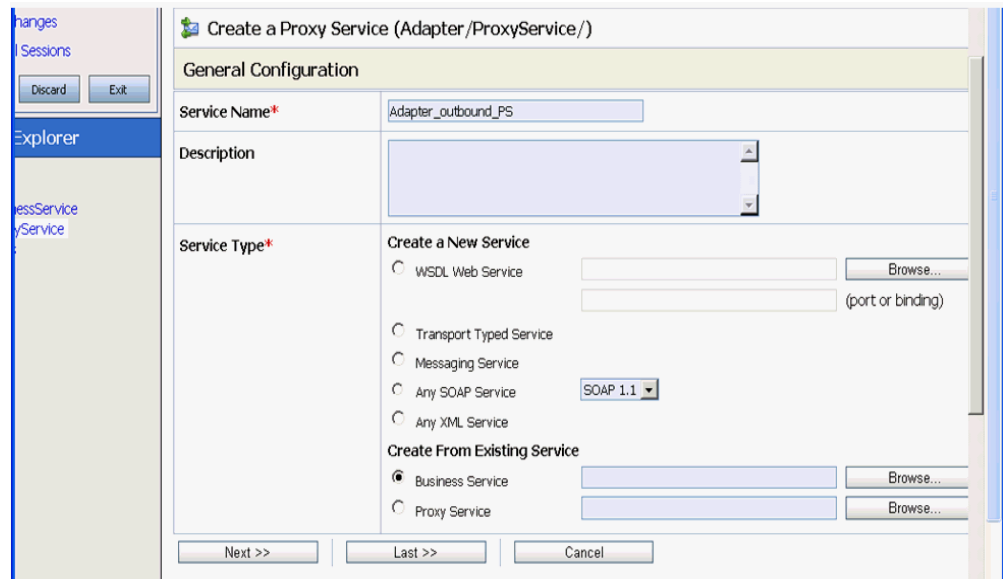 hanges
l Sessions
Discard Exit
Explorer
essService
yService
Create a Proxy Service (Adapter/ProxyService/)
General Configuration
Service Name*
Adapter_outbound_PS
Description
Service Type*
Create a New Service
WSDL Web Service
Browse...
(port or binding)
Transport Typed Service
Messaging Service
Any SOAP Service SOAP 1.1
Any XML Service
Create From Existing Service
Business Service Browse...
Proxy Service Browse...
Next >> Last >> Cancel